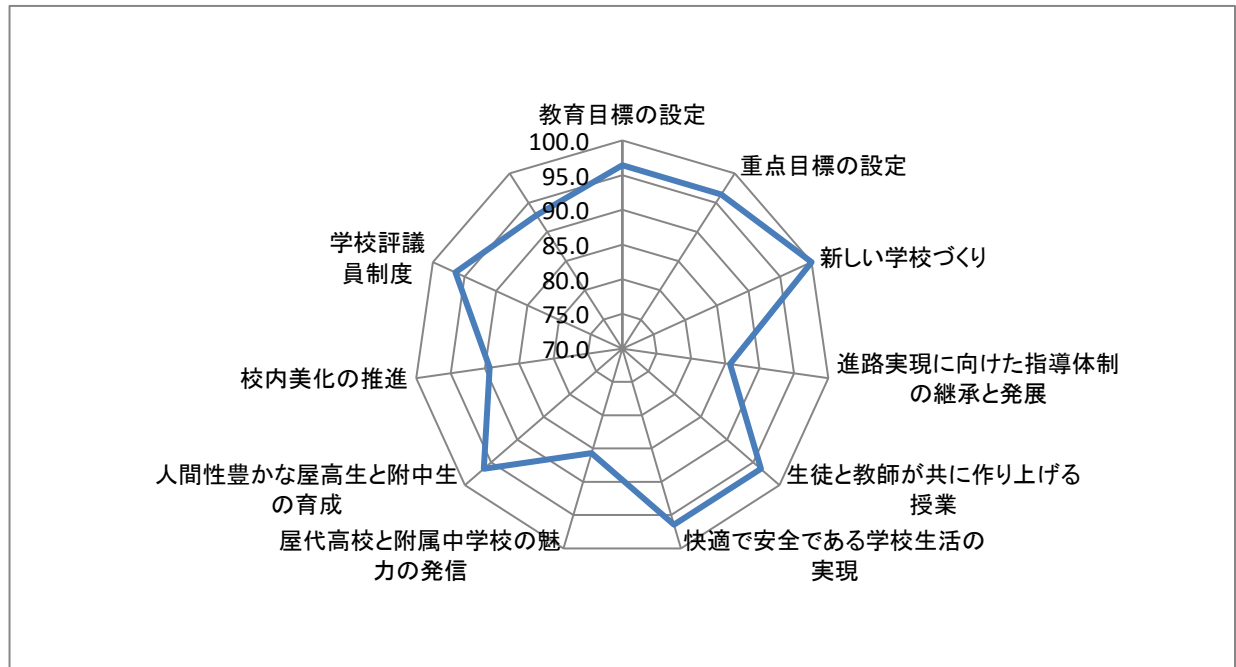 教育目標の設定
100.0
95.0
90.0
85.0
80.0
75.0
70.0
重点目標の設定
新しい学校づくり
進路実現に向けた指導体制
の継承と発展
生徒と教師が共に作り上げる
授業
快適で安全である学校生活の
実現
屋代高校と附属中学校の魅
力の発信
人間性豊かな屋高生と附中生
の育成
校内美化の推進
学校評議
員制度